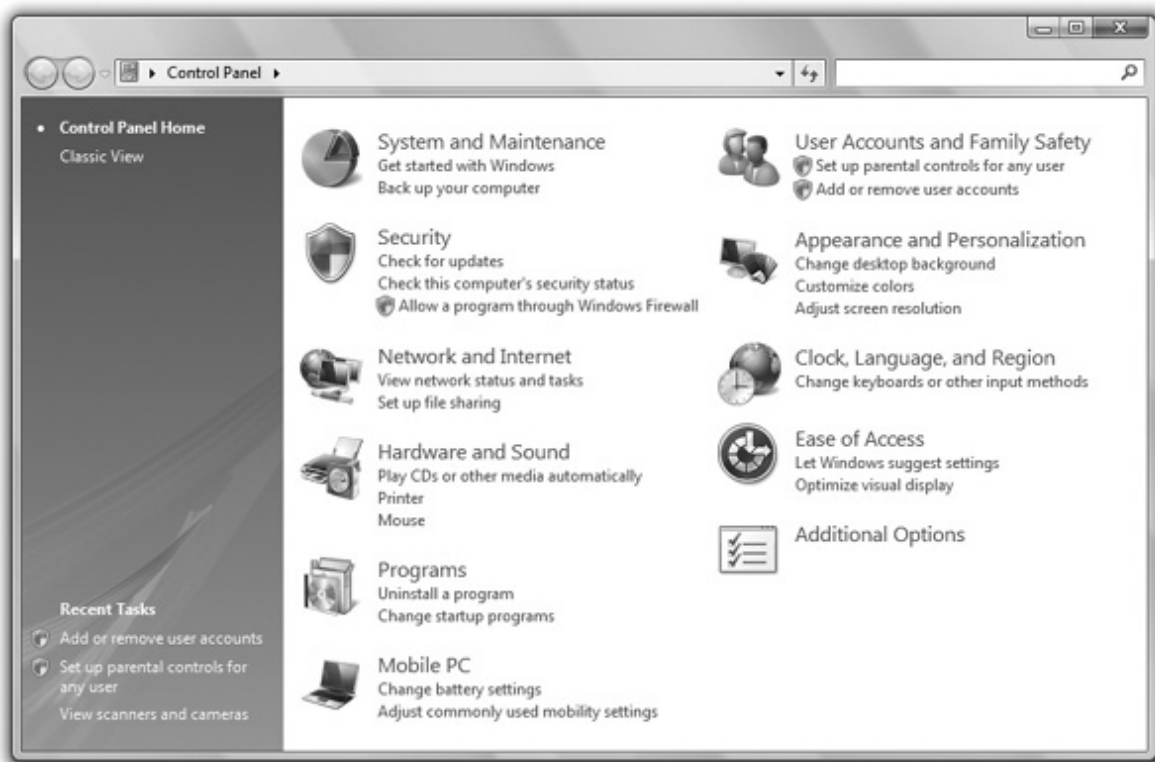 Control Panel
Control Panel Home
Classic View
System and Maintenance
Get started with Windows
Back up your computer
Security
Check for updates
Check this computer's security status
Allow a program through Windows Firewall
Network and Internet
View network status and tasks
Set up file sharing
Hardware and Sound
Play CDs or other media automatically
Printer
Mouse
Programs
Uninstall a program
Change startup programs
Mobile PC
Change battery settings
Adjust commonly used mobility settings
User Accounts and Family Safety
Set up parental controls for any user
Add or remove user accounts
Appearance and Personalization
Change desktop background
Customize colors
Adjust screen resolution
Clock, Language, and Region
Change keyboards or other input methods
Ease of Access
Let Windows suggest settings
Optimize visual display
Additional Options
Recent Tasks
Add or remove user accounts
Set up parental controls for
any user
View scanners and cameras